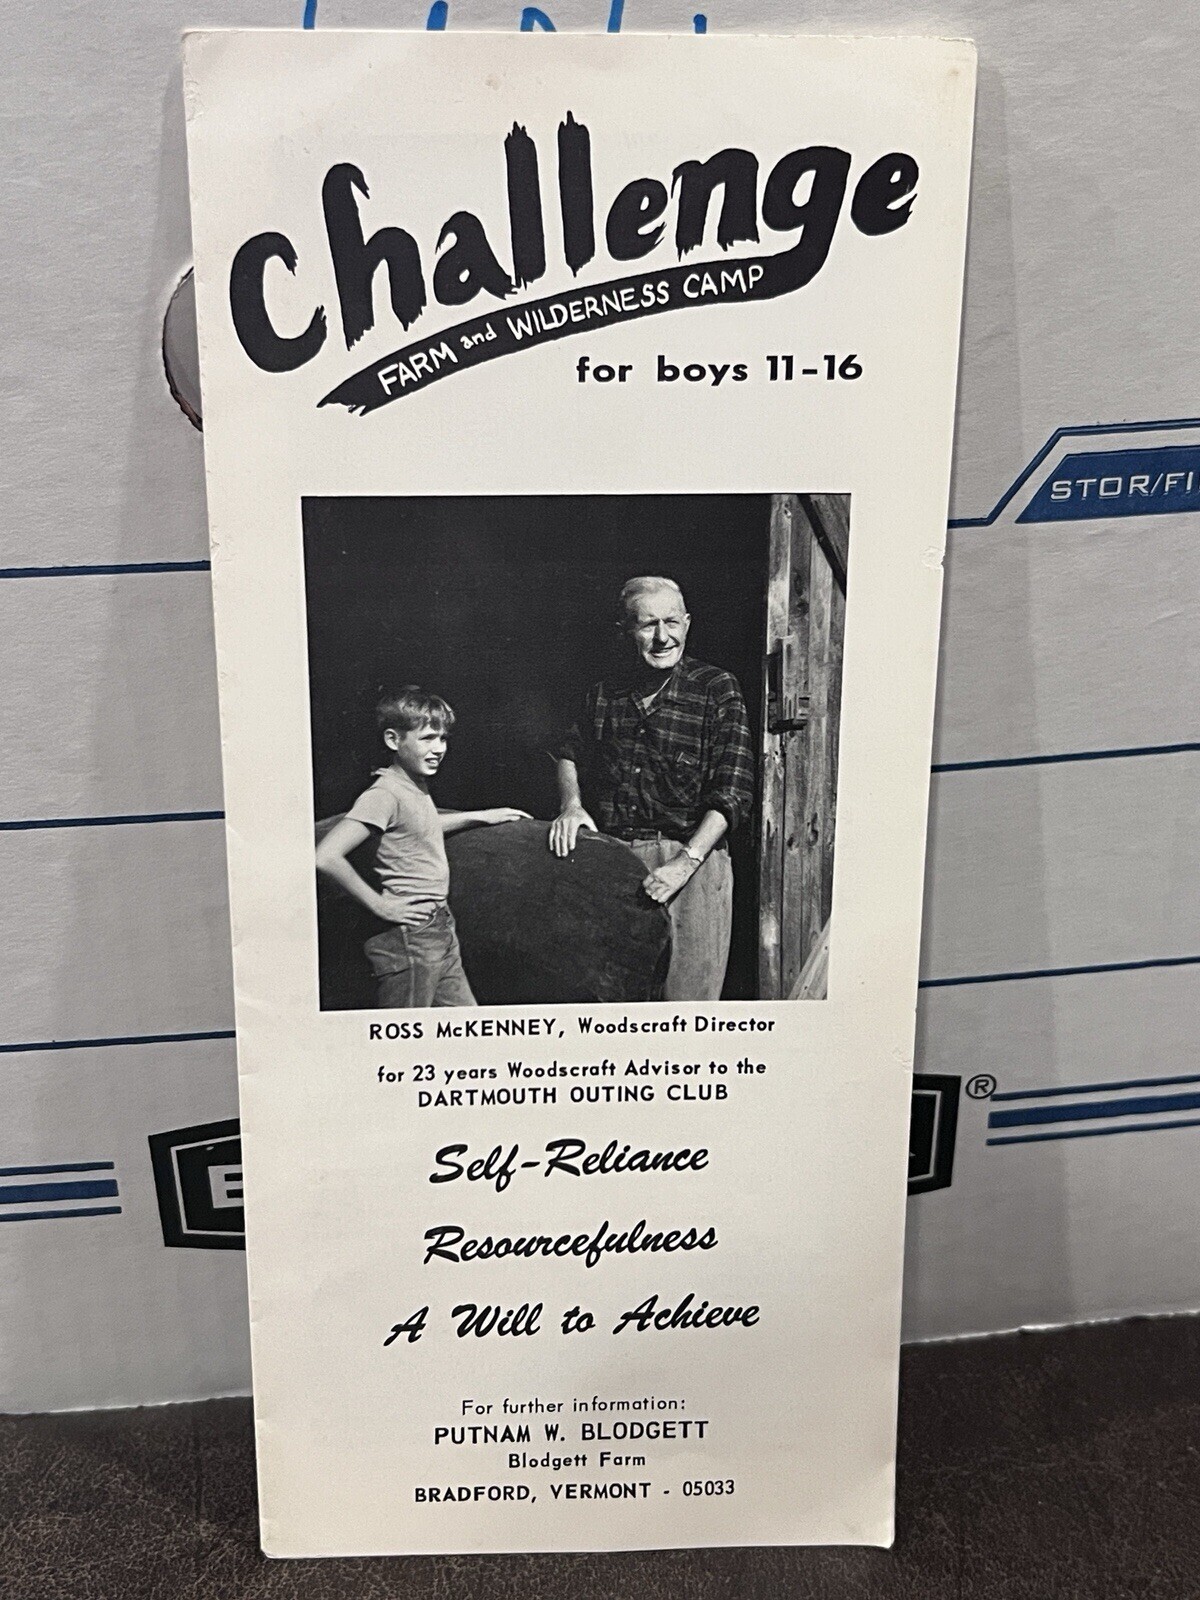 Challenge
FARM and WILDERNESS CAMP
for boys 11-16
STOR/FI
ROSS McKENNEY, Woodscraft Director
for 23 years Woodscraft Advisor to the
DARTMOUTH OUTING CLUB
®
Self-Reliance
Resourcefulness
A Will to Achieve
For further information:
PUTNAM W. BLODGETT
Blodgett Farm
BRADFORD, VERMONT - 05033